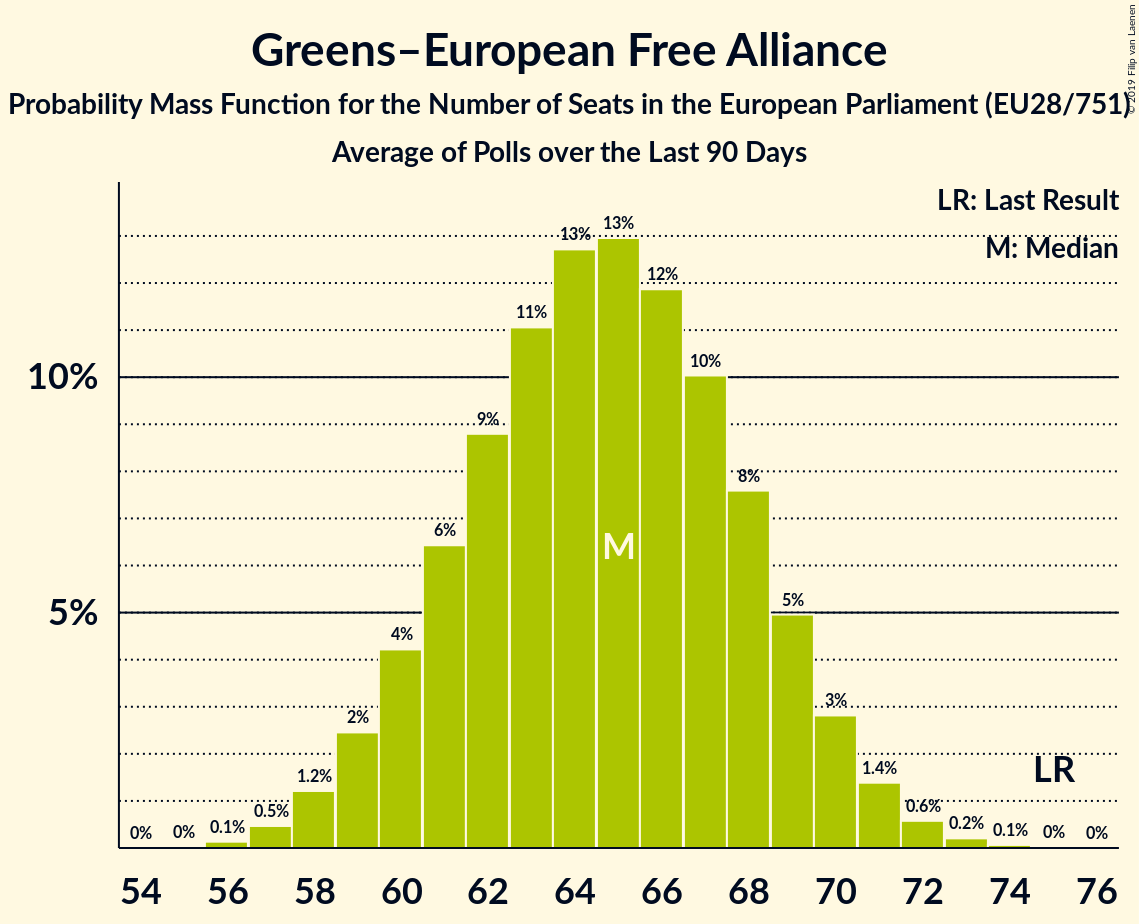 Greens–European Free Alliance
Probability Mass Function for the Number of Seats in the European Parliament (EU28/751)
Average of Polls over the Last 90 Days
© 2019 Filip van Laenen
LR: Last Result
M: Median
13%
13%
12%
11%
10%
10%
9%
8%
6%
M
5%
5%
4%
3%
2%
LR
1.4%
1.2%
0.6%
0.5%
0.2%
0.1%
0.1%
0%
0%
0%
0%
54 56 58 60 62 64 66 68 70 72 74 76